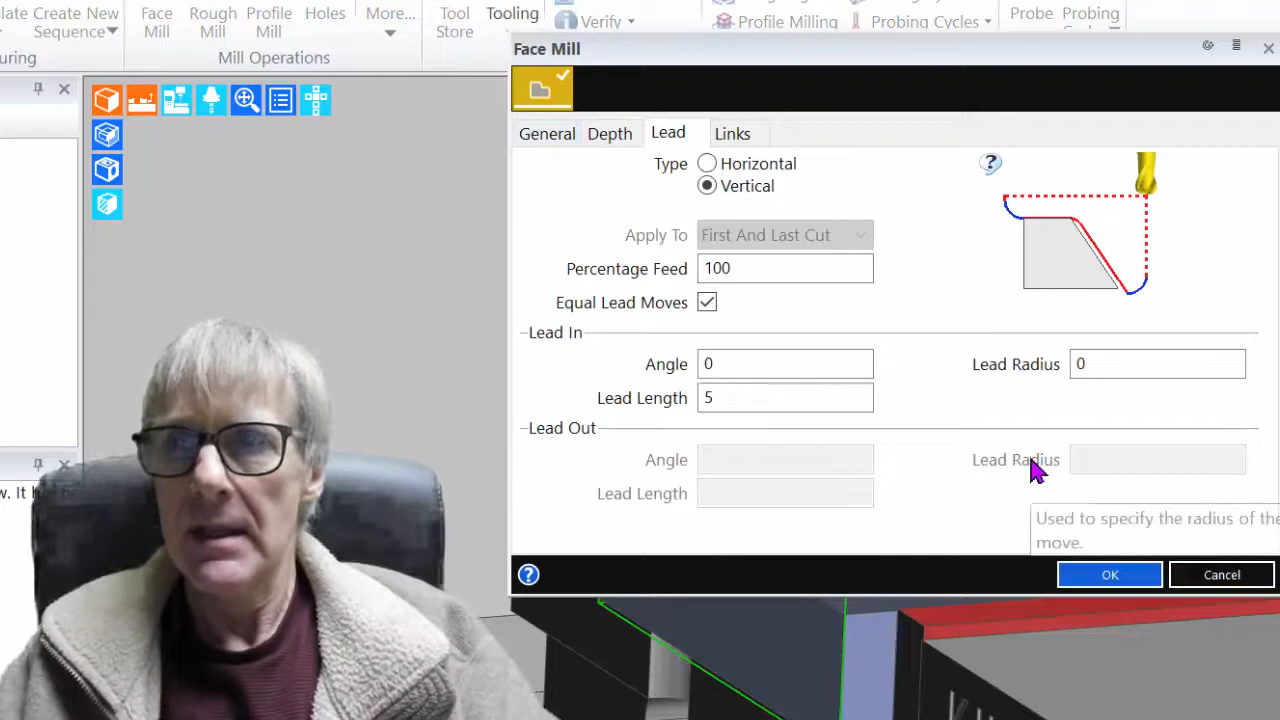 Create New
Sequence
Face
Mill
Rough
Mill
Profile
Mill
Holes
More...
Mill Operations
Tool
Store
Tooling
Verify
Profile Milling
Probing Cycles
Probe
Probing
Face Mill
General
Depth
Lead
Links
Type
Horizontal
Vertical
Apply To
First And Last Cut
Percentage Feed
100
Equal Lead Moves
Lead In
Angle
0
Lead Radius
0
Lead Length
5
Lead Out
Angle
Lead Radius
Lead Length
Used to specify the radius of the
move.
OK
Cancel